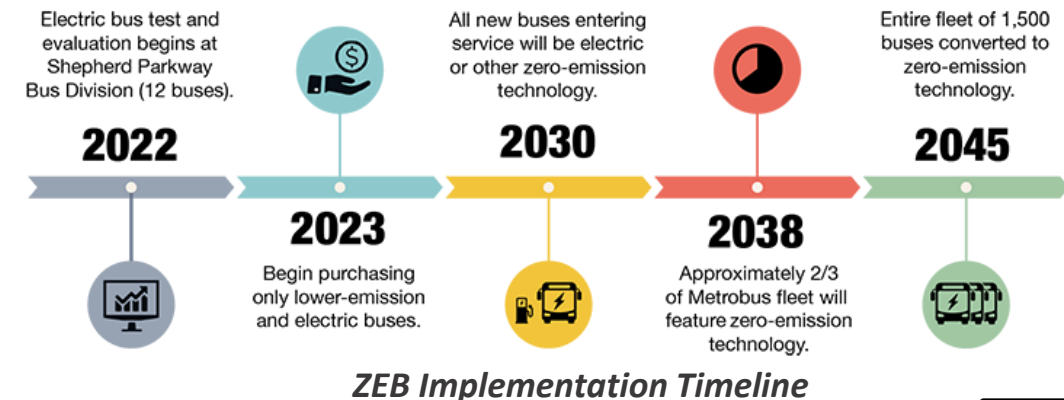 Electric bus test and
evaluation begins at
Shepherd Parkway
Bus Division (12 buses).
2022
2023
Begin purchasing
only lower-emission
and electric buses.
All new buses entering
service will be electric
or other zero-emission
technology.
2030
2038
Approximately 2/3
of Metrobus fleet will
feature zero-emission
technology.
Entire fleet of 1,500
buses converted to
zero-emission
technology.
2045
ZEB Implementation Timeline